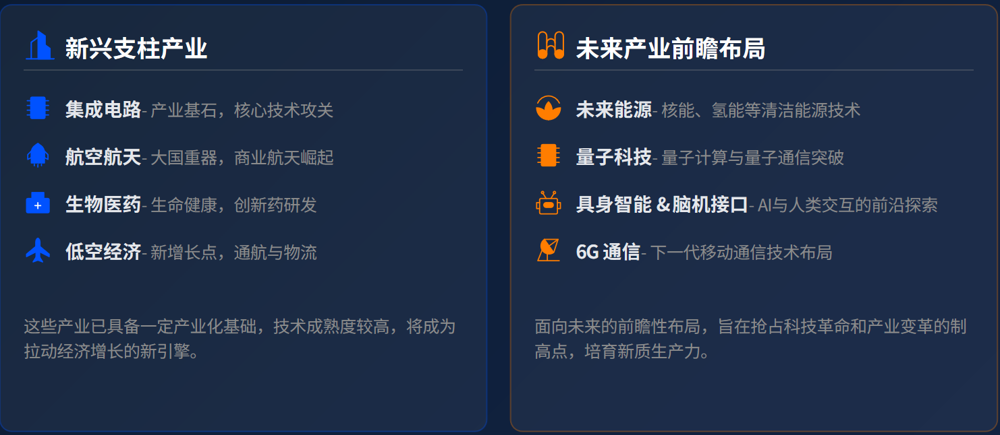 新兴支柱产业
集成电路- 产业基石，核心技术攻关
航空航天- 大国重器，商业航天崛起
生物医药- 生命健康，创新药研发
低空经济- 新增长点，通航与物流
这些产业已具备一定产业化基础，技术成熟度较高，将成为
拉动经济增长的新引擎。
未来产业前瞻布局
未来能源- 核能、氢能等清洁能源技术
量子科技- 量子计算与量子通信突破
具身智能 & 脑机接口- AI与人类交互的前沿探索
6G 通信- 下一代移动通信技术布局
面向未来的前瞻性布局，旨在抢占科技革命和产业变革的制
高点，培育新质生产力。